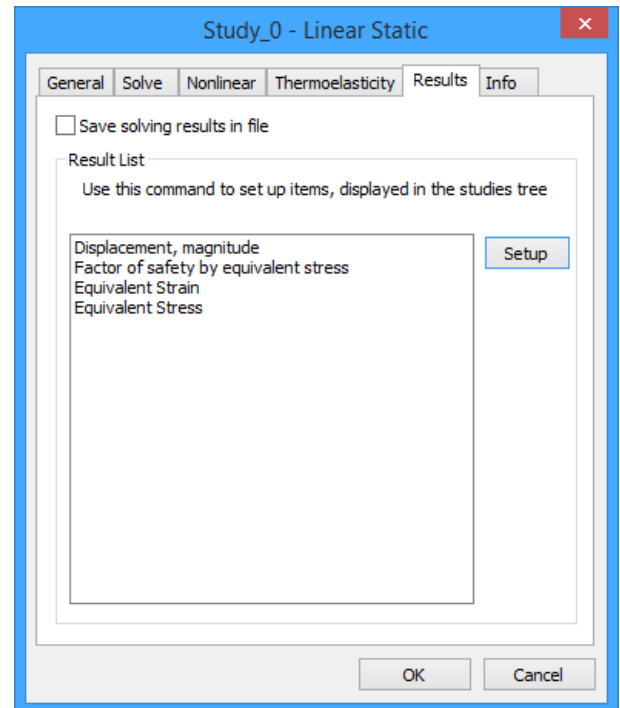 Study_0 - Linear Static
General Solve Nonlinear Thermoelasticity Results Info
Save solving results in file
Result List
Use this command to set up items, displayed in the studies tree
Displacement, magnitude
Setup
Factor of safety by equivalent stress
Equivalent Strain
Equivalent Stress
OK Cancel